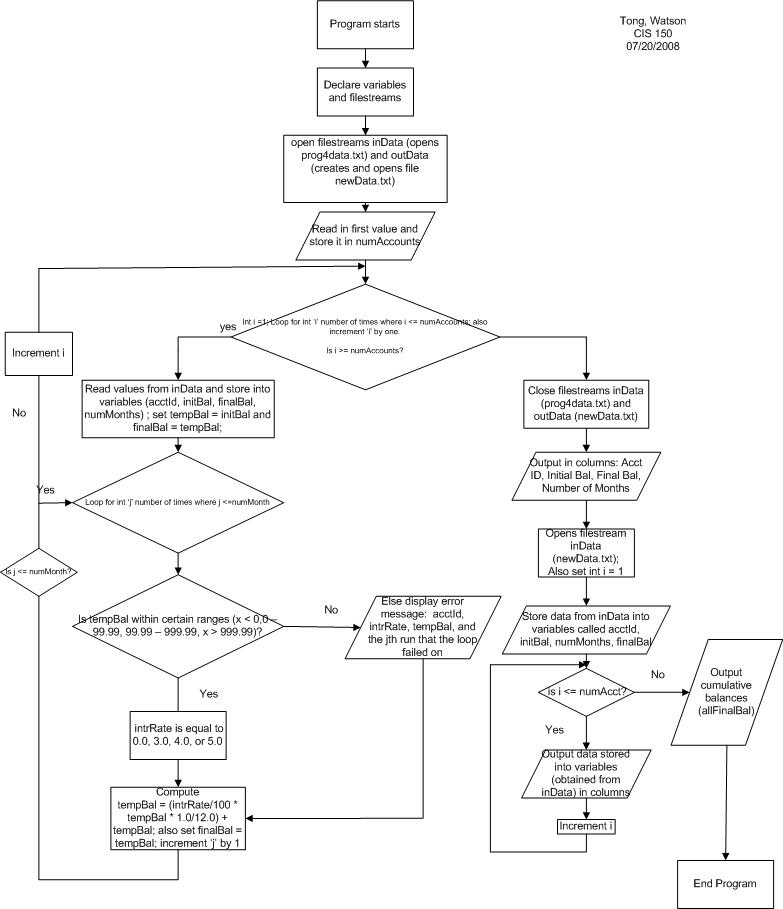 Program starts
Tong, Watson
CIS 150
07/20/2008
Declare variables
and filestreams
open filestreams inData (opens
prog4data.txt) and outData
(creates and opens file
newData.txt)
Read in first value and
store it in numAccounts
Int i =1; Loop for int 'i' number of times where i <= numAccounts; also
increment 'i' by one.
Is i >= numAccounts?
yes
Increment i
No
Read values from inData and store into
variables (acctId, initBal, finalBal,
numMonths) ; set tempBal = initBal and
finalBal = tempBal;
Close filestreams inData
(prog4data.txt) and
outData (newData.txt)
Output in columns: Acct
ID, Initial Bal, Final Bal,
Number of Months
Yes
Loop for int 'j' number of times where j <=numMonth
Opens filestream
inData
(newData.txt);
Also set int i = 1
Is j <= numMonth?
Is tempBal within certain ranges (x < 0,0 –
99.99, 99.99 – 999.99, x > 999.99)?
No
Else display error
message: acctId,
intrRate, tempBal, and
the jth run that the loop
failed on
Store data from inData into
variables called acctId,
initBal, numMonths, finalBal
Yes
is i <= numAcct?
No
Output
cumulative
balances
(allFinalBal)
intrRate is equal to
0.0, 3.0, 4.0, or 5.0
Yes
Output data stored
into variables
(obtained from
inData) in columns
Compute
tempBal = (intrRate/100 *
tempBal * 1.0/12.0) +
tempBal; also set finalBal =
tempBal; increment 'j' by 1
Increment i
End Program